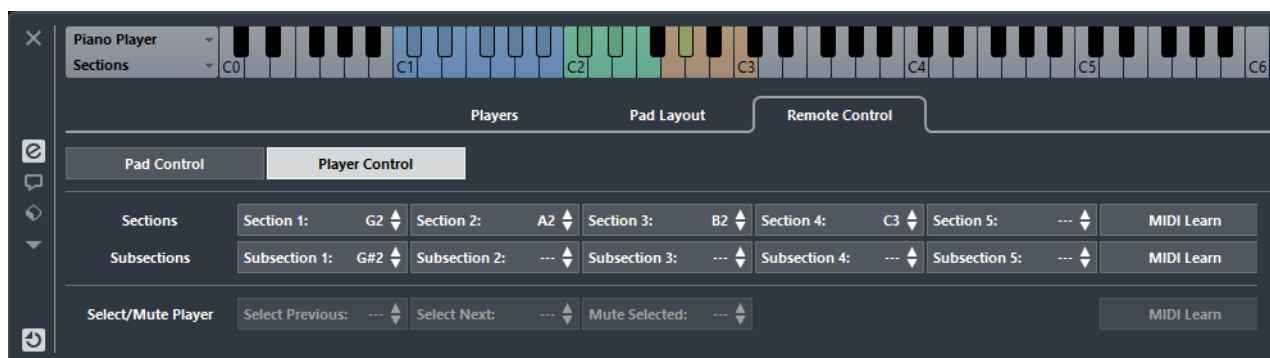 Piano Player
Sections
C0 C1 C2 C3 C4 C5 C6
Players Pad Layout Remote Control
Pad Control Player Control
Sections Section 1: G2 Section 2: A2 Section 3: B2 Section 4: C3 Section 5: --- MIDI Learn
Subsections Subsection 1: G#2 Subsection 2: --- Subsection 3: --- Subsection 4: --- Subsection 5: --- MIDI Learn
Select/Mute Player Select Previous: --- Select Next: --- Mute Selected: --- MIDI Learn